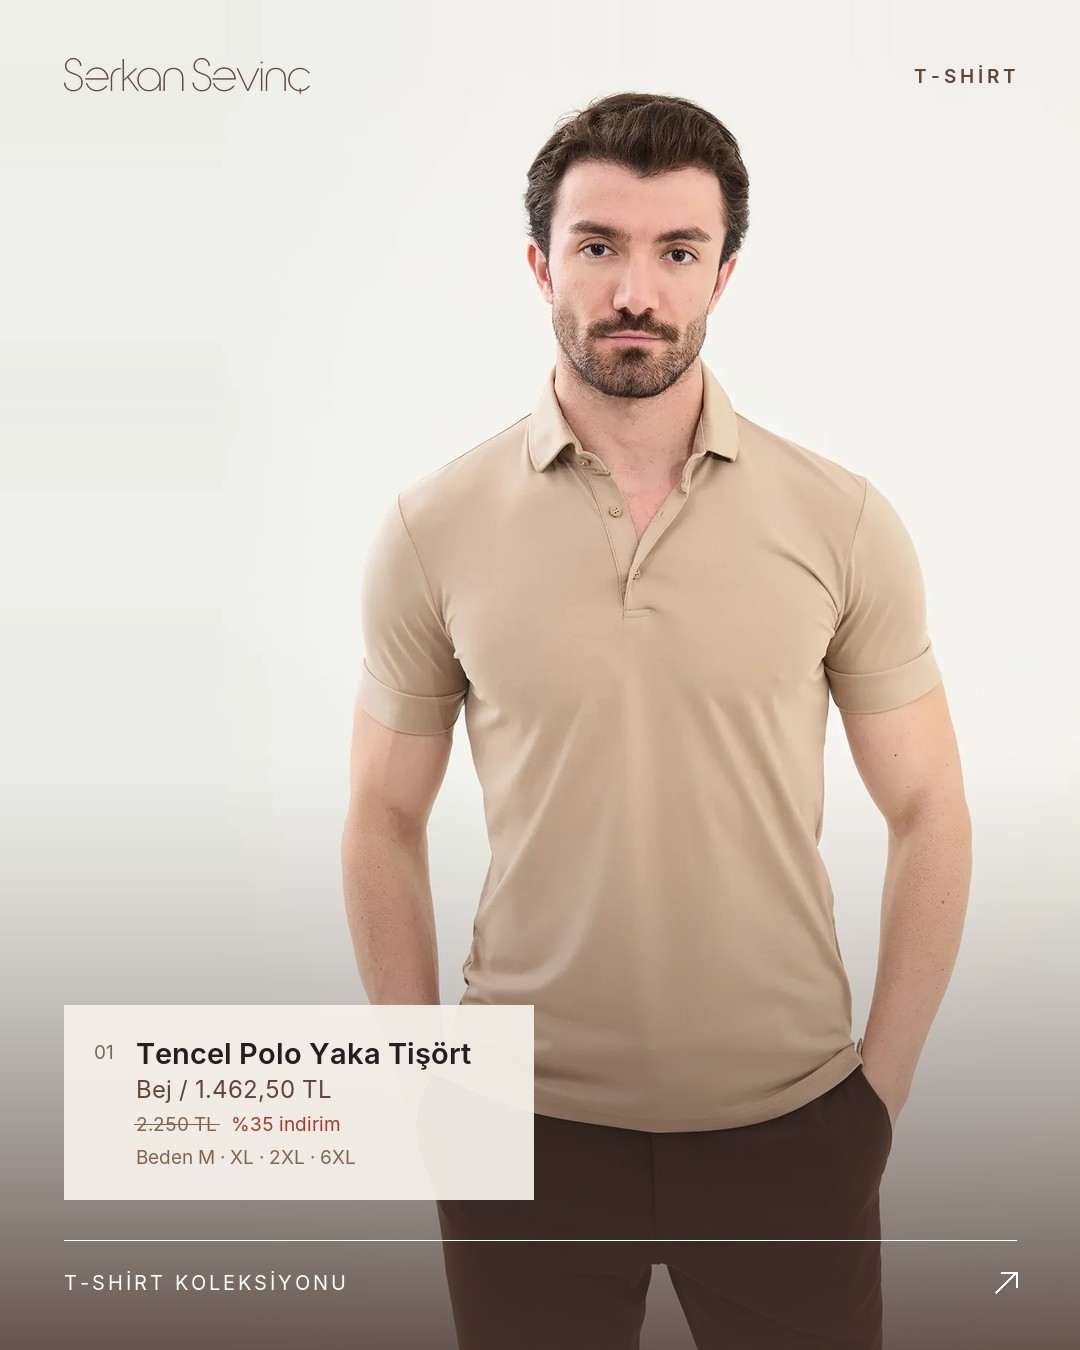 Serkan Sevinç
T-SHİRT
01 Tencel Polo Yaka Tişört
Bej / 1.462,50 TL
2.250 TL %35 indirim
Beden M · XL · 2XL · 6XL
T-SHİRT KOLEKSİYONU